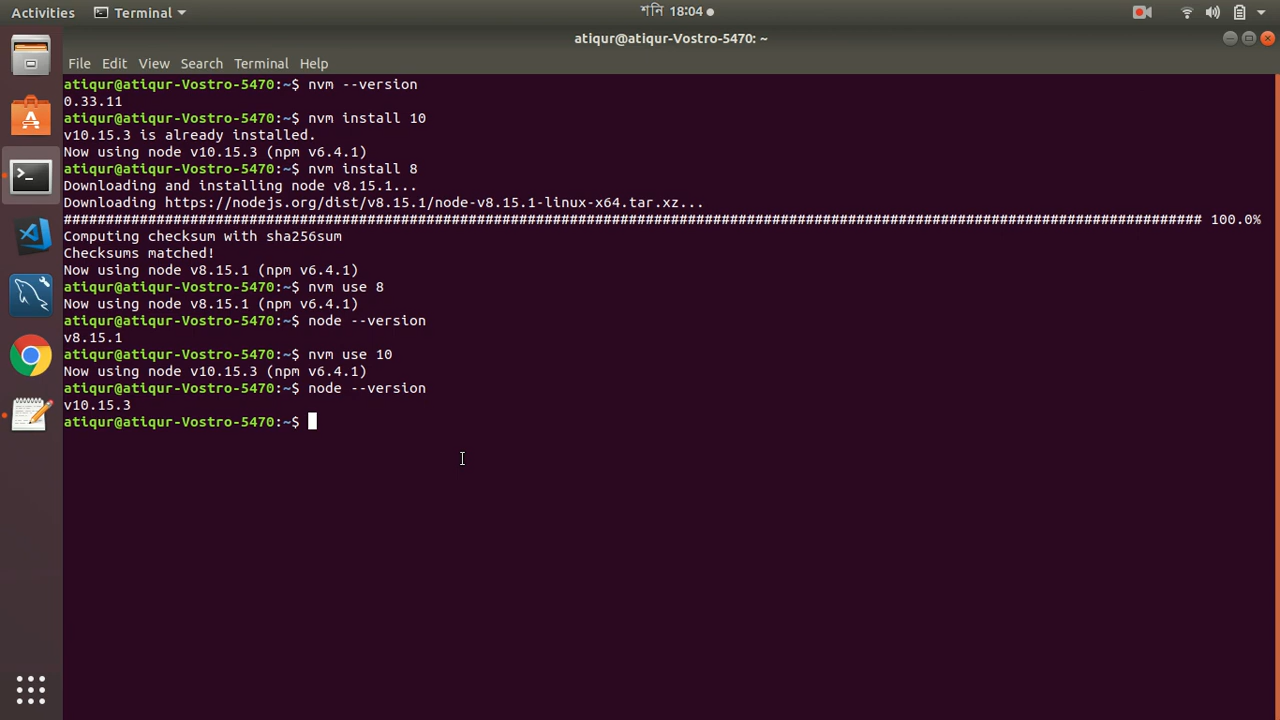 Activities Terminal শনি 18:04
atiqur@atiqur-Vostro-5470: ~
File Edit View Search Terminal Help
atiqur@atiqur-Vostro-5470:~$ nvm --version
0.33.11
atiqur@atiqur-Vostro-5470:~$ nvm install 10
v10.15.3 is already installed.
Now using node v10.15.3 (npm v6.4.1)
atiqur@atiqur-Vostro-5470:~$ nvm install 8
Downloading and installing node v8.15.1...
Downloading https://nodejs.org/dist/v8.15.1/node-v8.15.1-linux-x64.tar.xz...
####################################################################################################################################### 100.0%
Computing checksum with sha256sum
Checksums matched!
Now using node v8.15.1 (npm v6.4.1)
atiqur@atiqur-Vostro-5470:~$ nvm use 8
Now using node v8.15.1 (npm v6.4.1)
atiqur@atiqur-Vostro-5470:~$ node --version
v8.15.1
atiqur@atiqur-Vostro-5470:~$ nvm use 10
Now using node v10.15.3 (npm v6.4.1)
atiqur@atiqur-Vostro-5470:~$ node --version
v10.15.3
atiqur@atiqur-Vostro-5470:~$